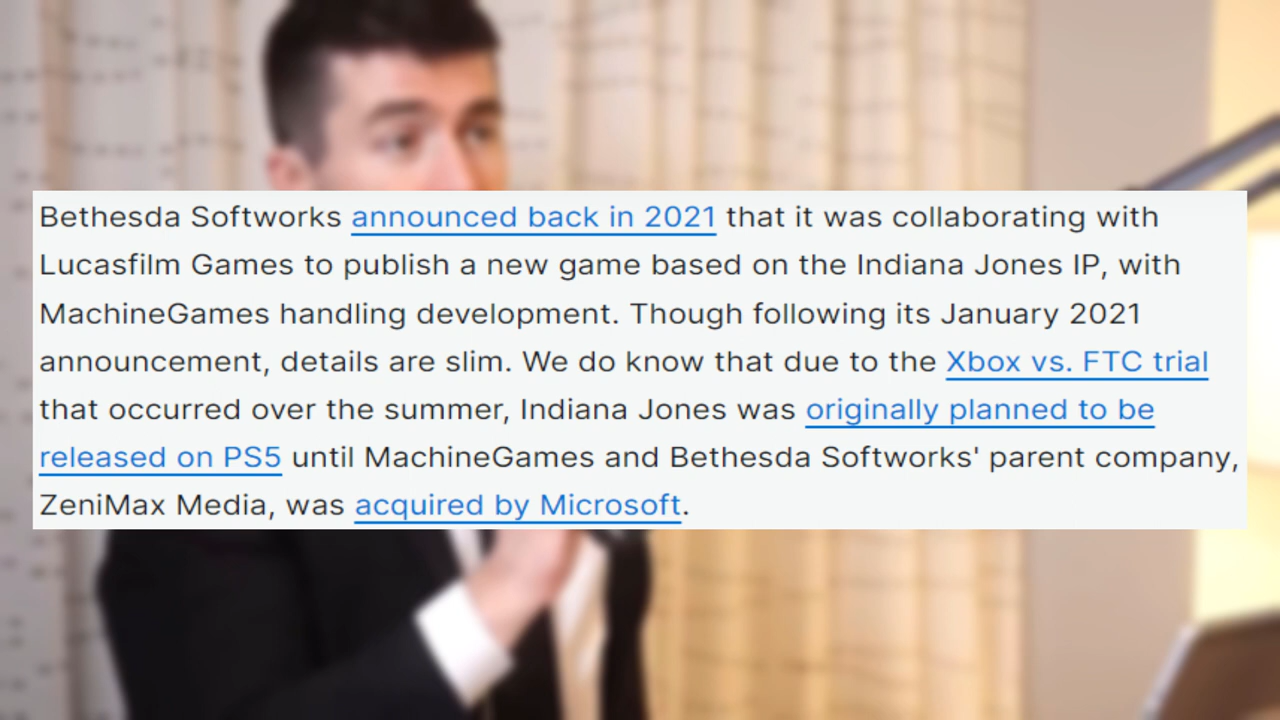 Bethesda Softworks announced back in 2021 that it was collaborating with
Lucasfilm Games to publish a new game based on the Indiana Jones IP, with
MachineGames handling development. Though following its January 2021
announcement, details are slim. We do know that due to the Xbox vs. FTC trial
that occurred over the summer, Indiana Jones was originally planned to be
released on PS5 until MachineGames and Bethesda Softworks' parent company,
ZeniMax Media, was acquired by Microsoft.